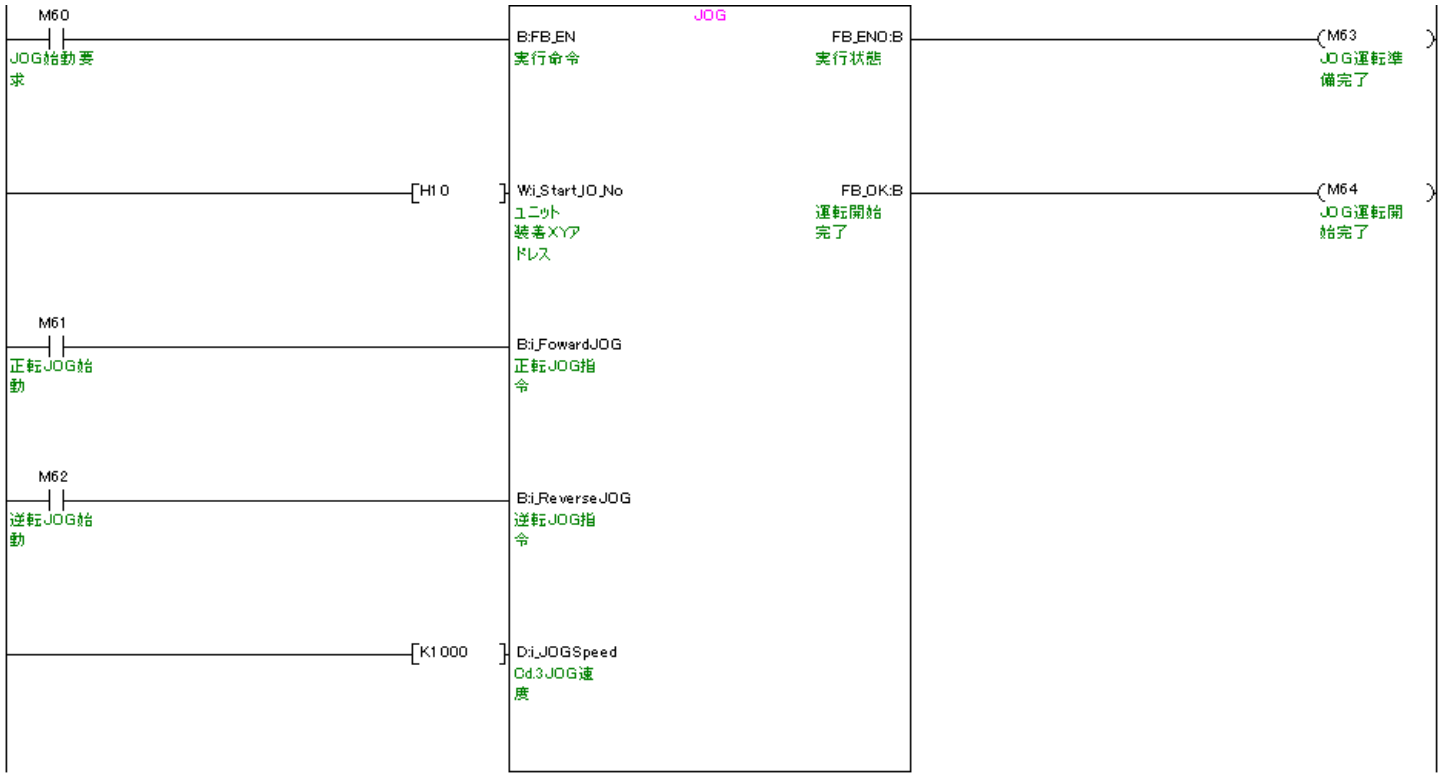 M60
JOG始動要
求
JOG
B:FB_EN
実行命令
FB_ENO:B
実行状態
M63
JOG運転準
備完了
H10
W:i_Start_IO_No
ユニット
装着XYア
ドレス
FB_OK:B
運転開始
完了
M64
JOG運転開
始完了
M61
正転JOG始
動
B:i_FowardJOG
正転JOG指
令
M62
逆転JOG始
動
B:i_ReverseJOG
逆転JOG指
令
K1000
D:i_JOGSpeed
Cd.3JOG速
度